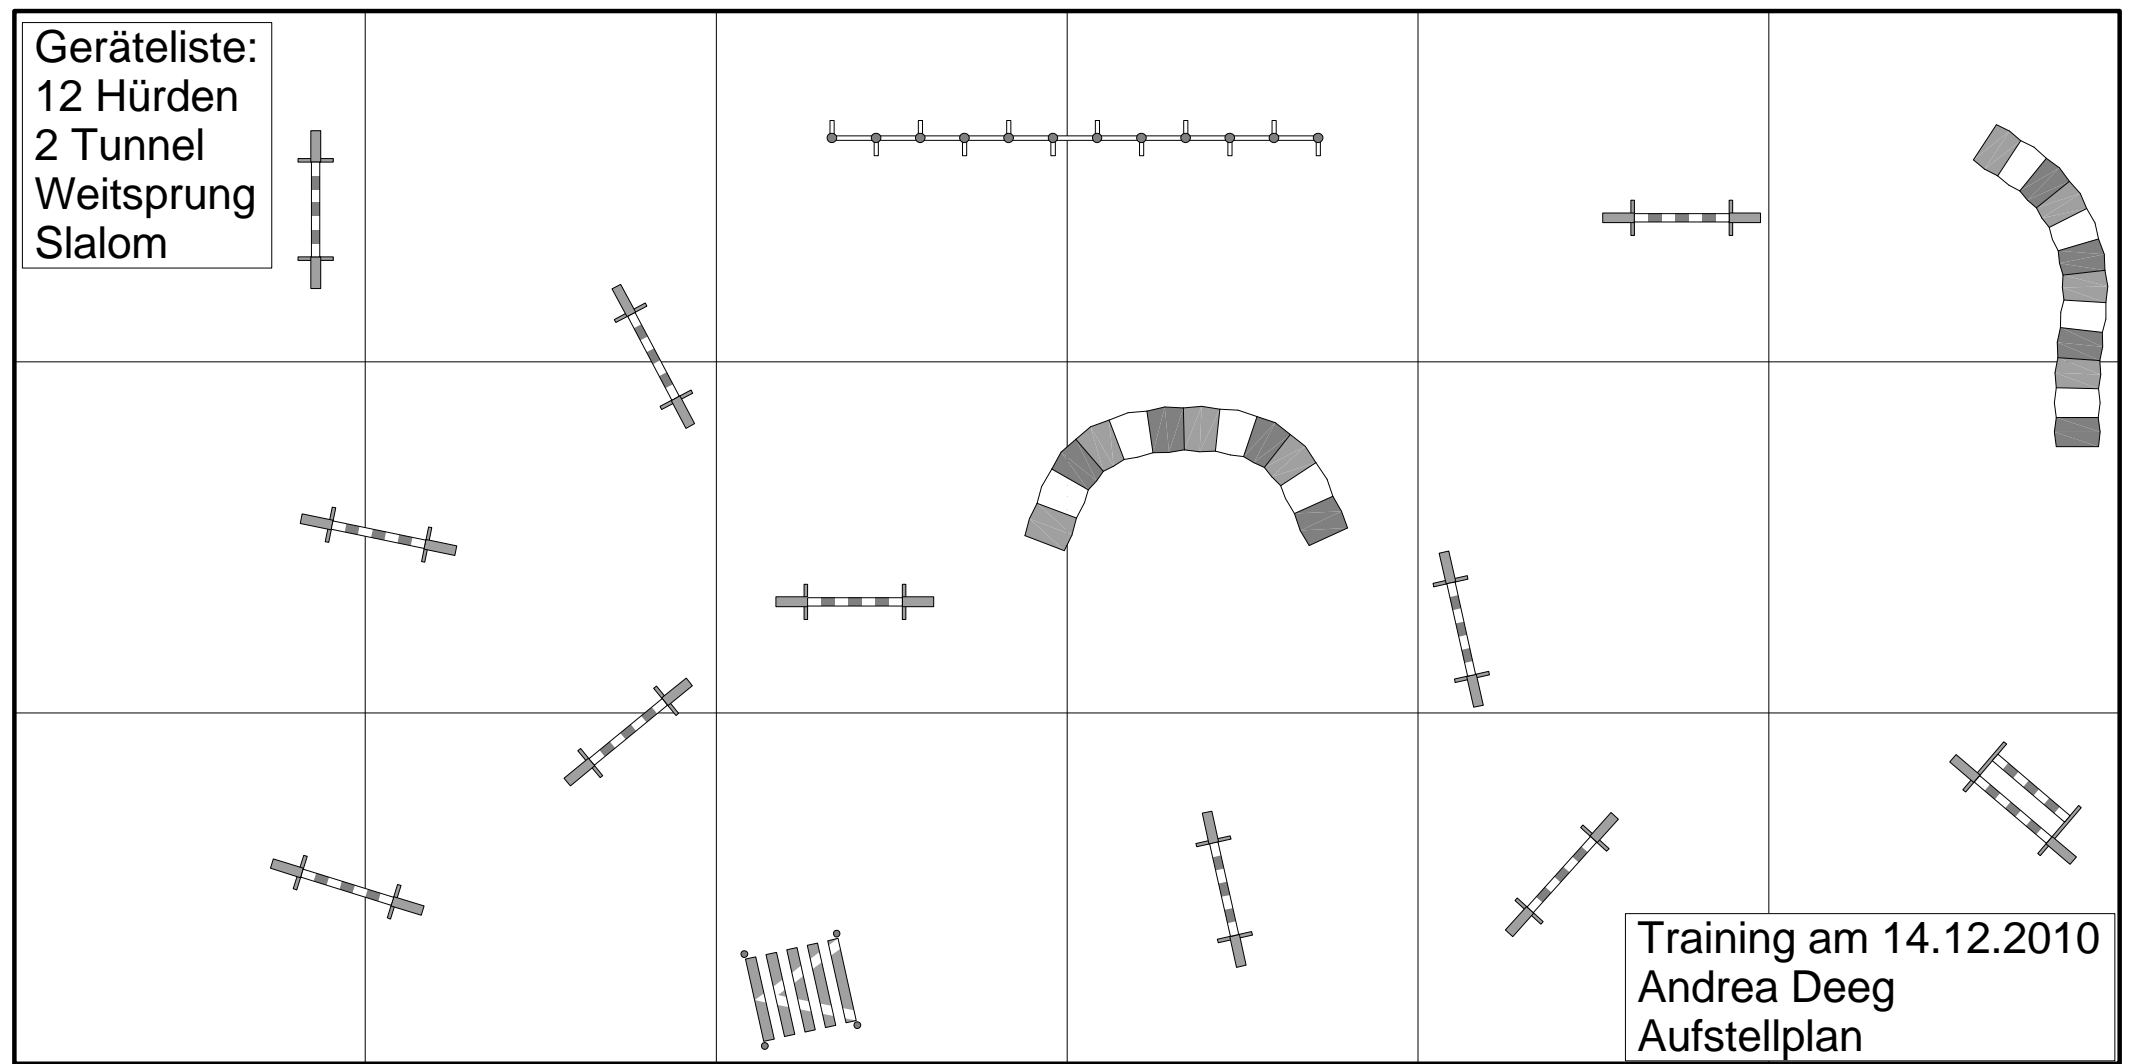 Geräteliste:
12 Hürden
2 Tunnel
Weitsprung
Slalom
Training am 14.12.2010
Andrea Deeg
Aufstellplan